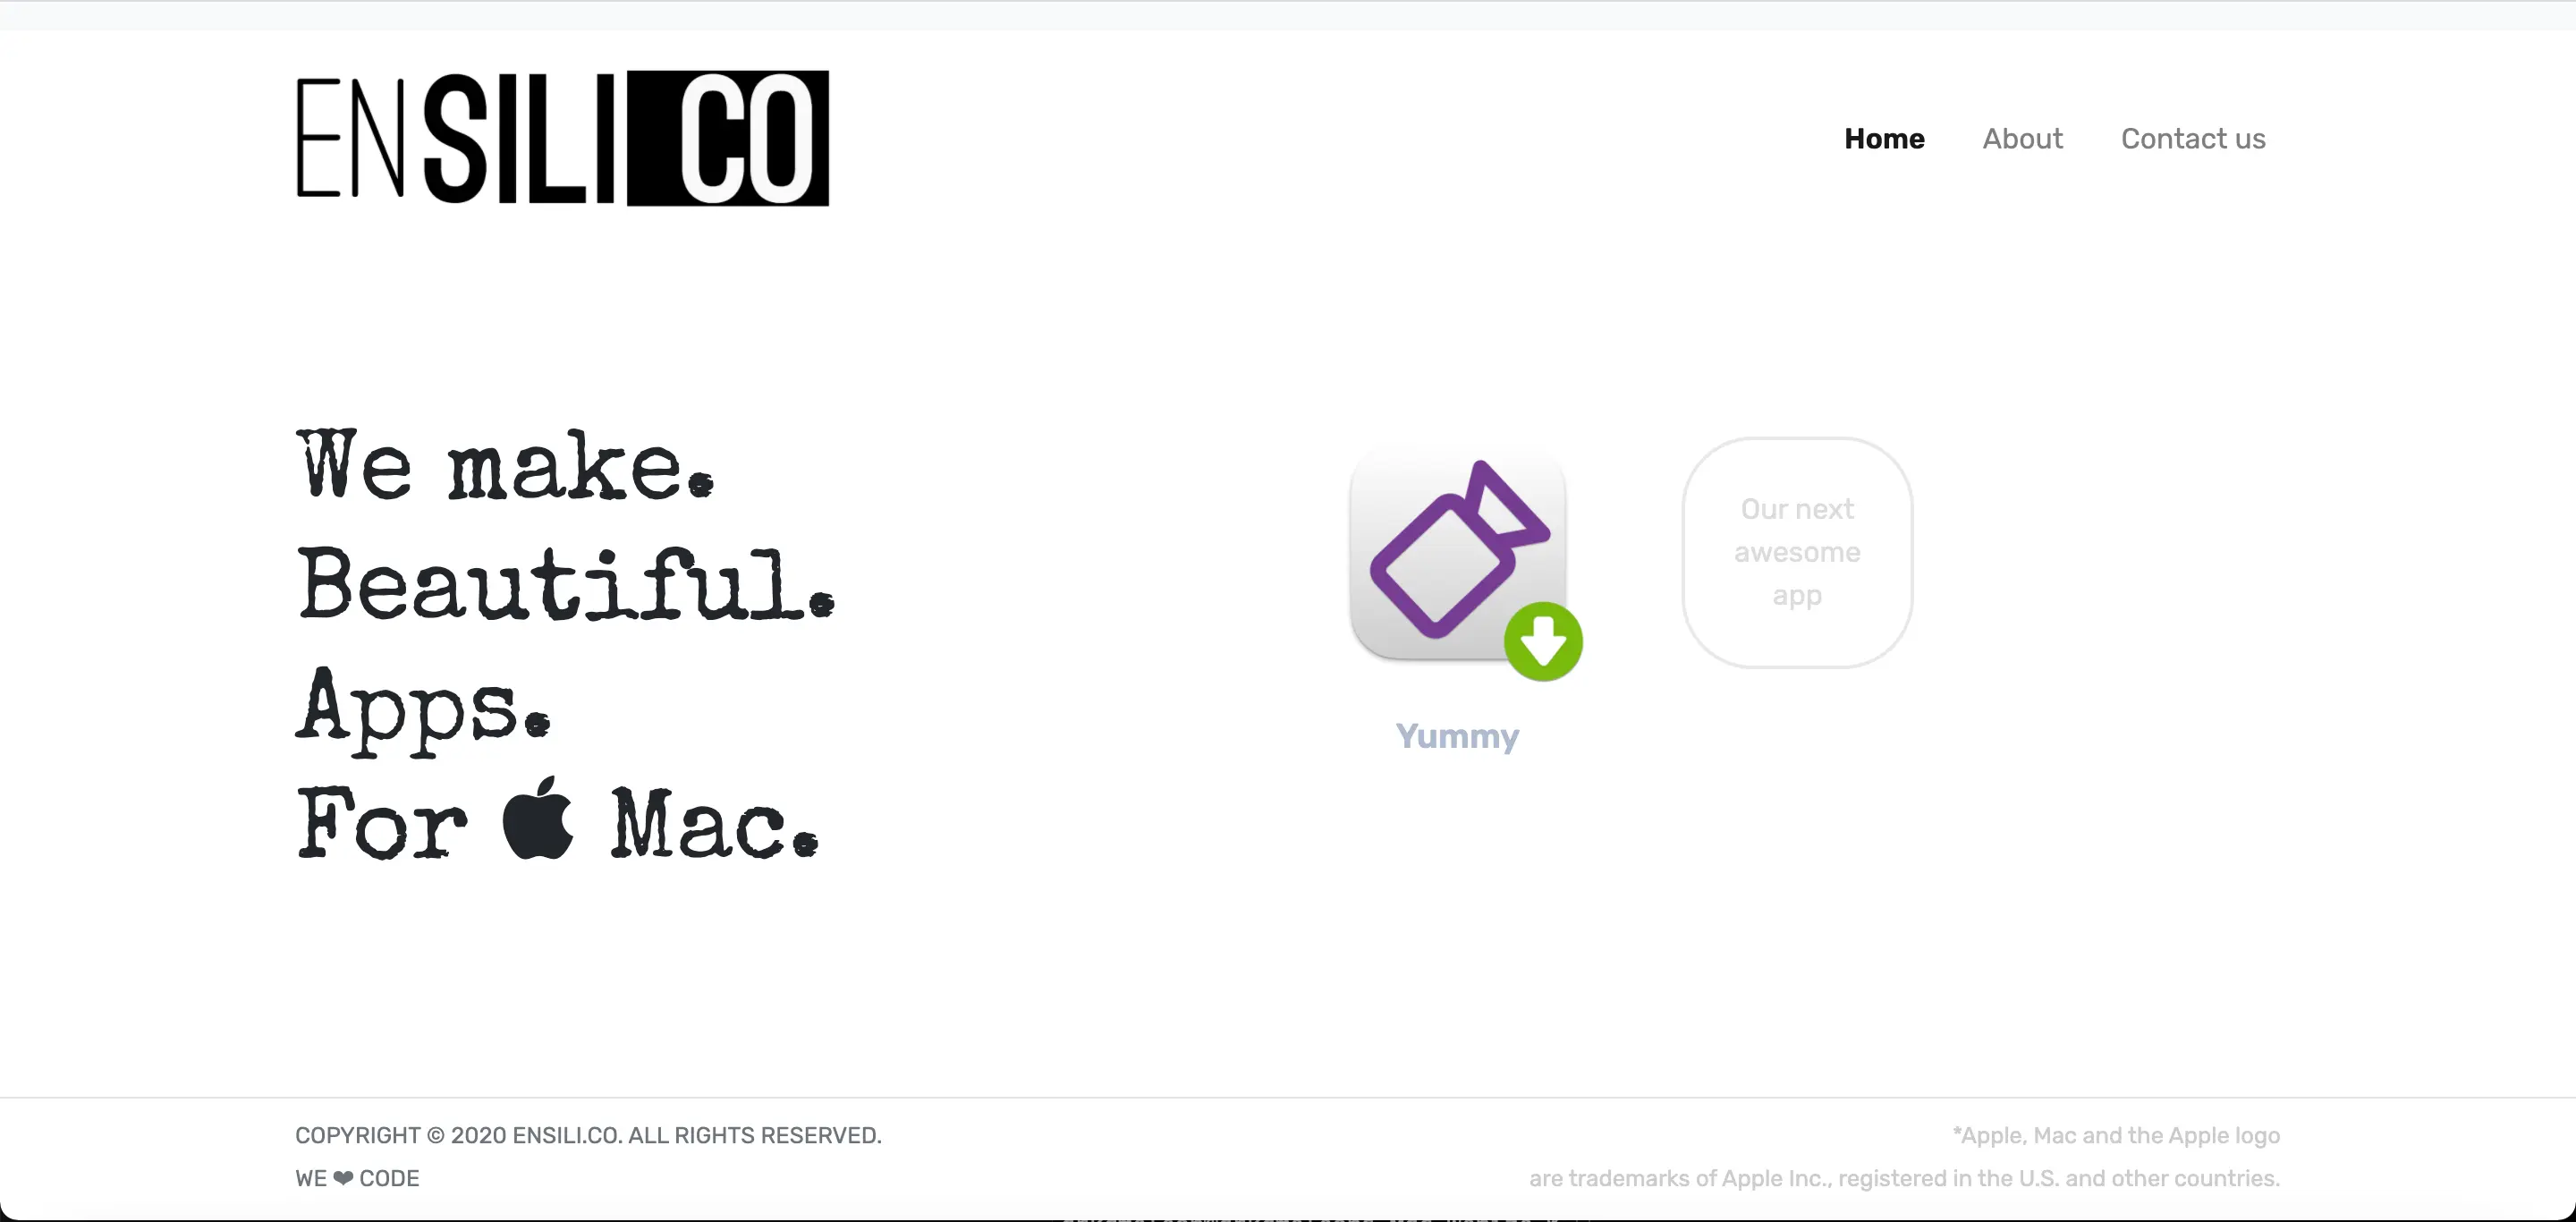 ENSILICO
Home About Contact us
We make.
Beautiful.
Apps.
For  Mac.
Our next
awesome
app
Yummy
COPYRIGHT © 2020 ENSILI.CO. ALL RIGHTS RESERVED.
WE ❤ CODE
*Apple, Mac and the Apple logo
are trademarks of Apple Inc., registered in the U.S. and other countries.